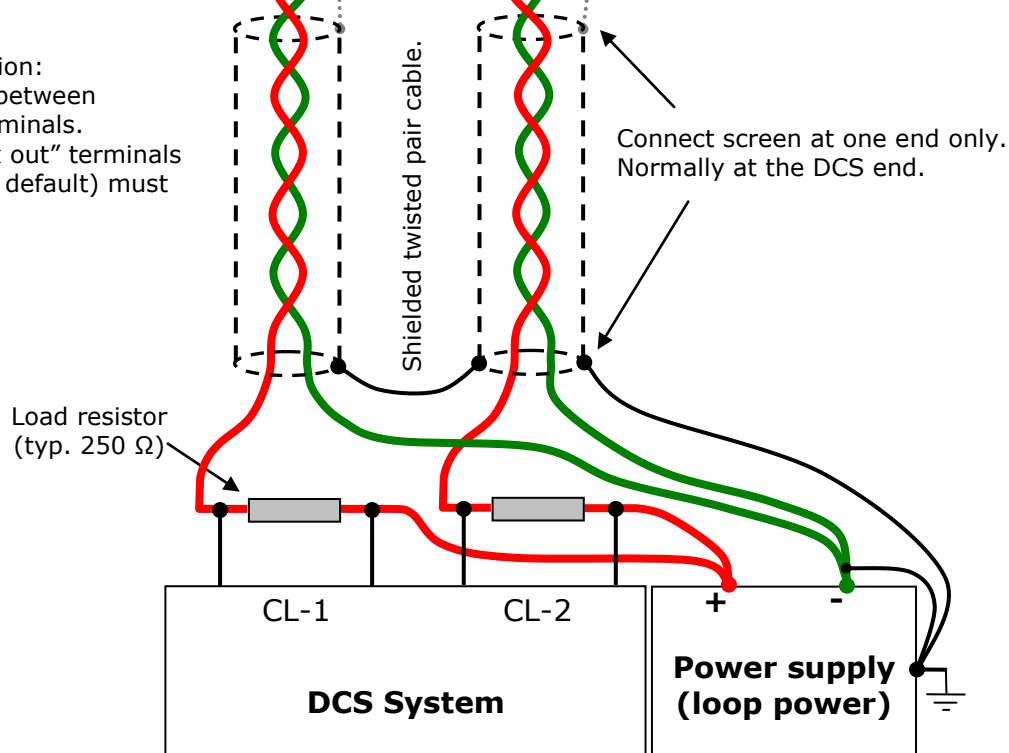 ion:
between
minals.
out” terminals
default) must
Shielded twisted pair cable.
Connect screen at one end only.
Normally at the DCS end.
Load resistor
(typ. 250 Ω)
CL-1
CL-2
+
-
DCS System
Power supply
(loop power)